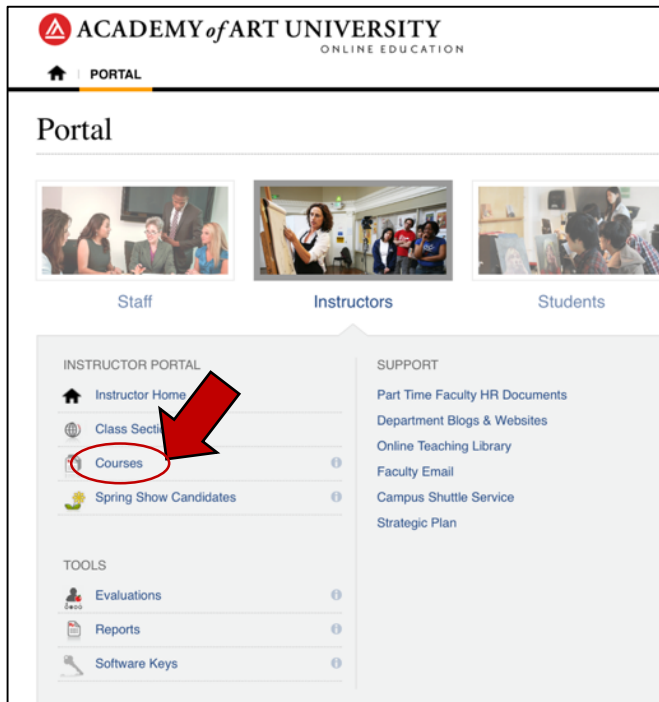 ACADEMY of ART UNIVERSITY
ONLINE EDUCATION
PORTAL
Portal
Staff
Instructors
Students
INSTRUCTOR PORTAL
Instructor Home
Class
Courses
Spring Show Candidates
TOOLS
Evaluations
Reports
Software Keys
SUPPORT
Part Time Faculty HR Documents
Department Blogs & Websites
Online Teaching Library
Faculty Email
Campus Shuttle Service
Strategic Plan